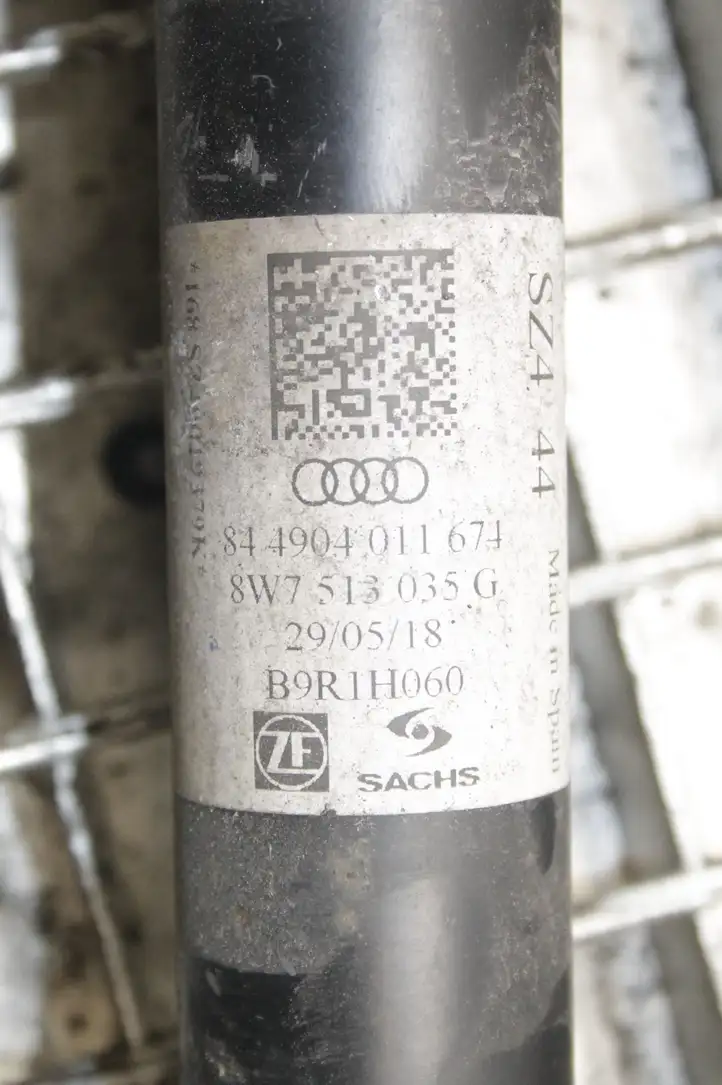 84 4904 011 674
8W7 513 035 G
29/05/18
B9R1H060
ZF
SACHS
SZ4 44
Made in Spain